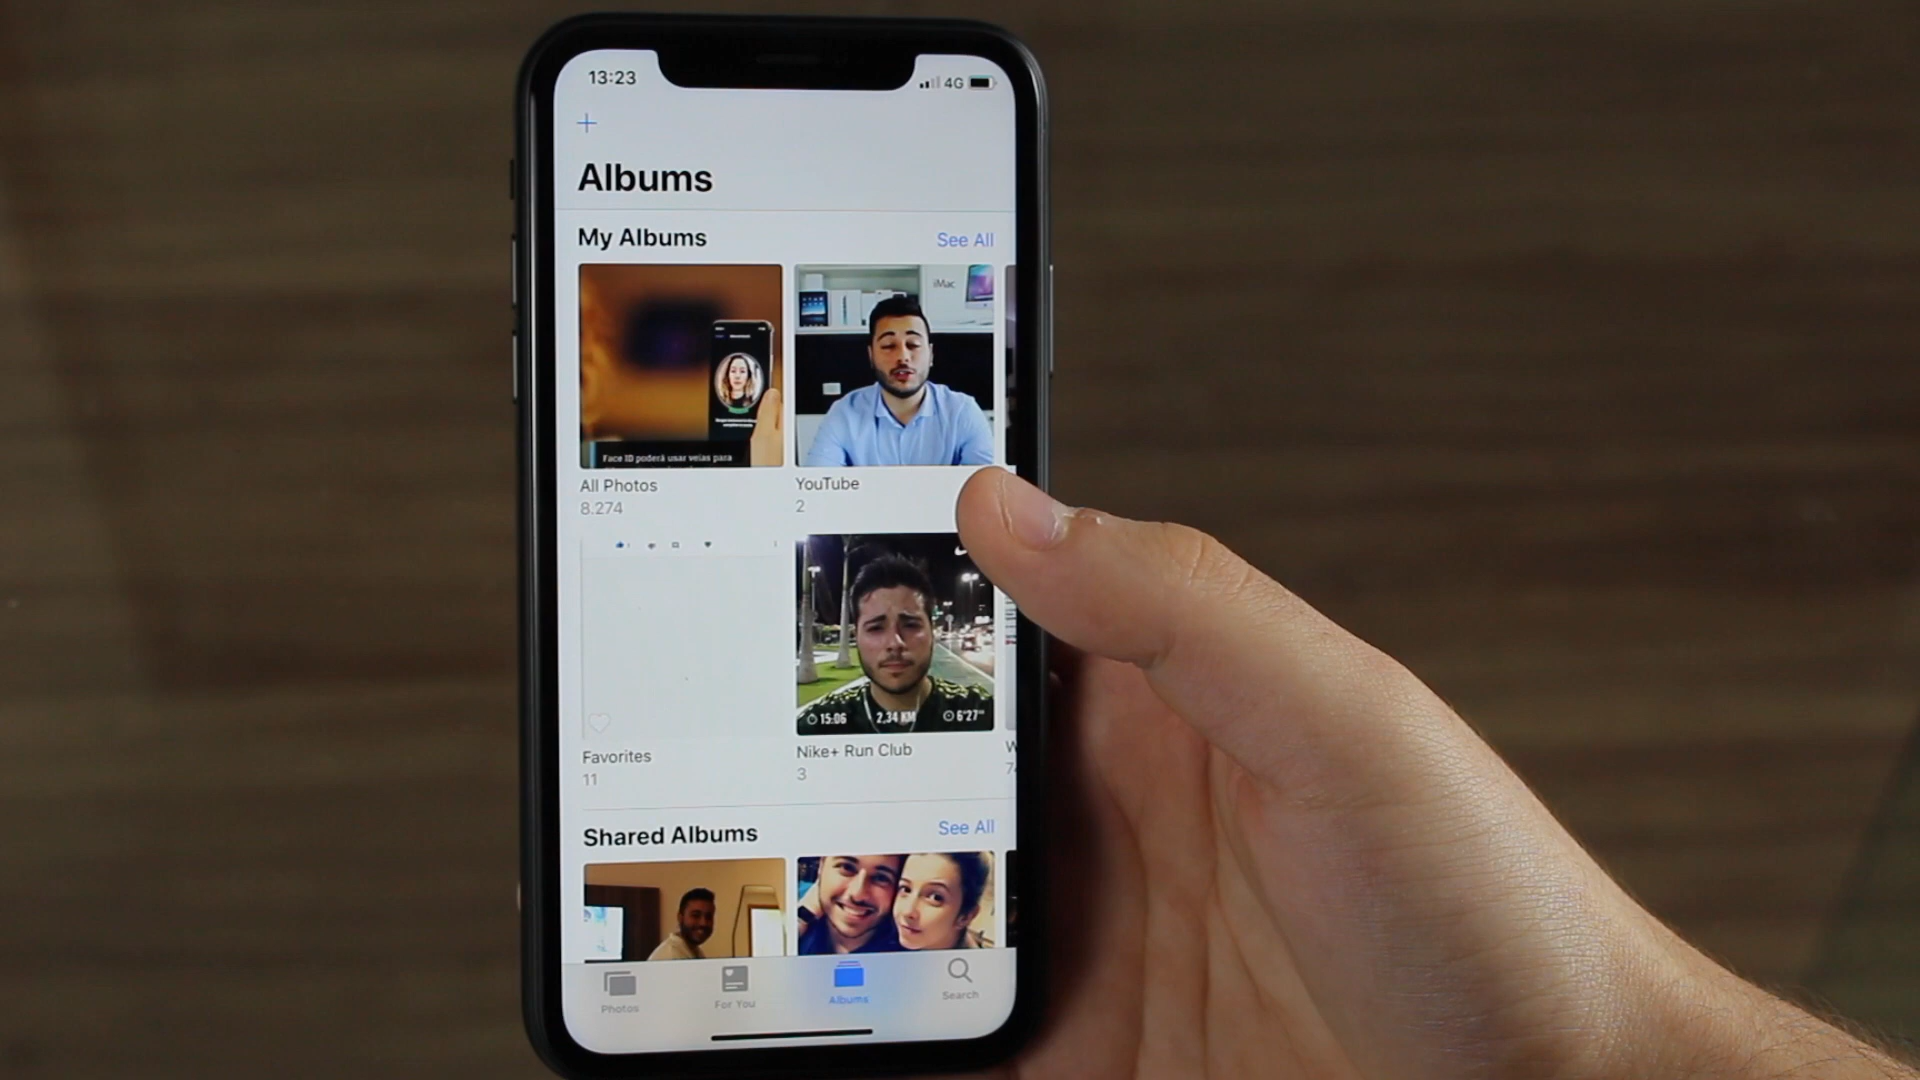 13:23
4G
Albums
My Albums
See All
iMac
Face ID poderá usar veias para
All Photos
YouTube
8.274
2
15:06 2,34 KM 6'27"
Favorites
Nike+ Run Club
11
3
Shared Albums
See All
Photos
For You
Albums
Search